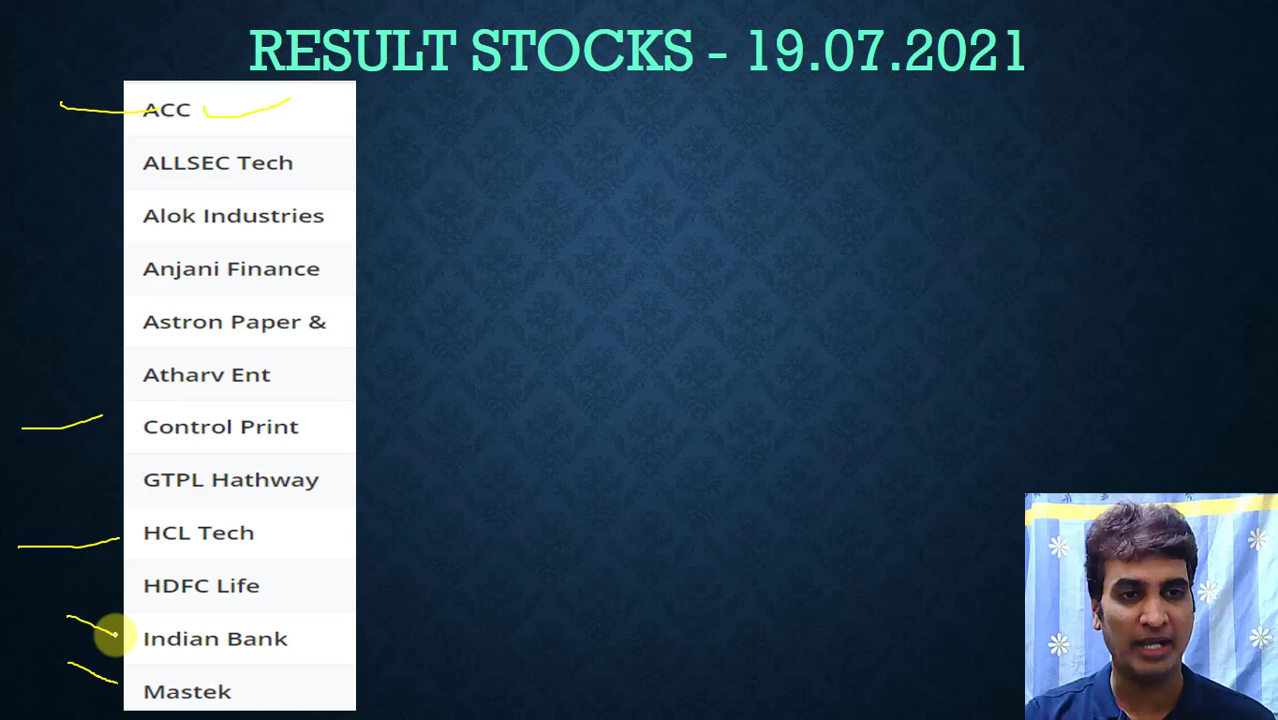 RESULT STOCKS - 19.07.2021
ACC
ALLSEC Tech
Alok Industries
Anjani Finance
Astron Paper &
Atharv Ent
Control Print
GTPL Hathway
HCL Tech
HDFC Life
Indian Bank
Mastek